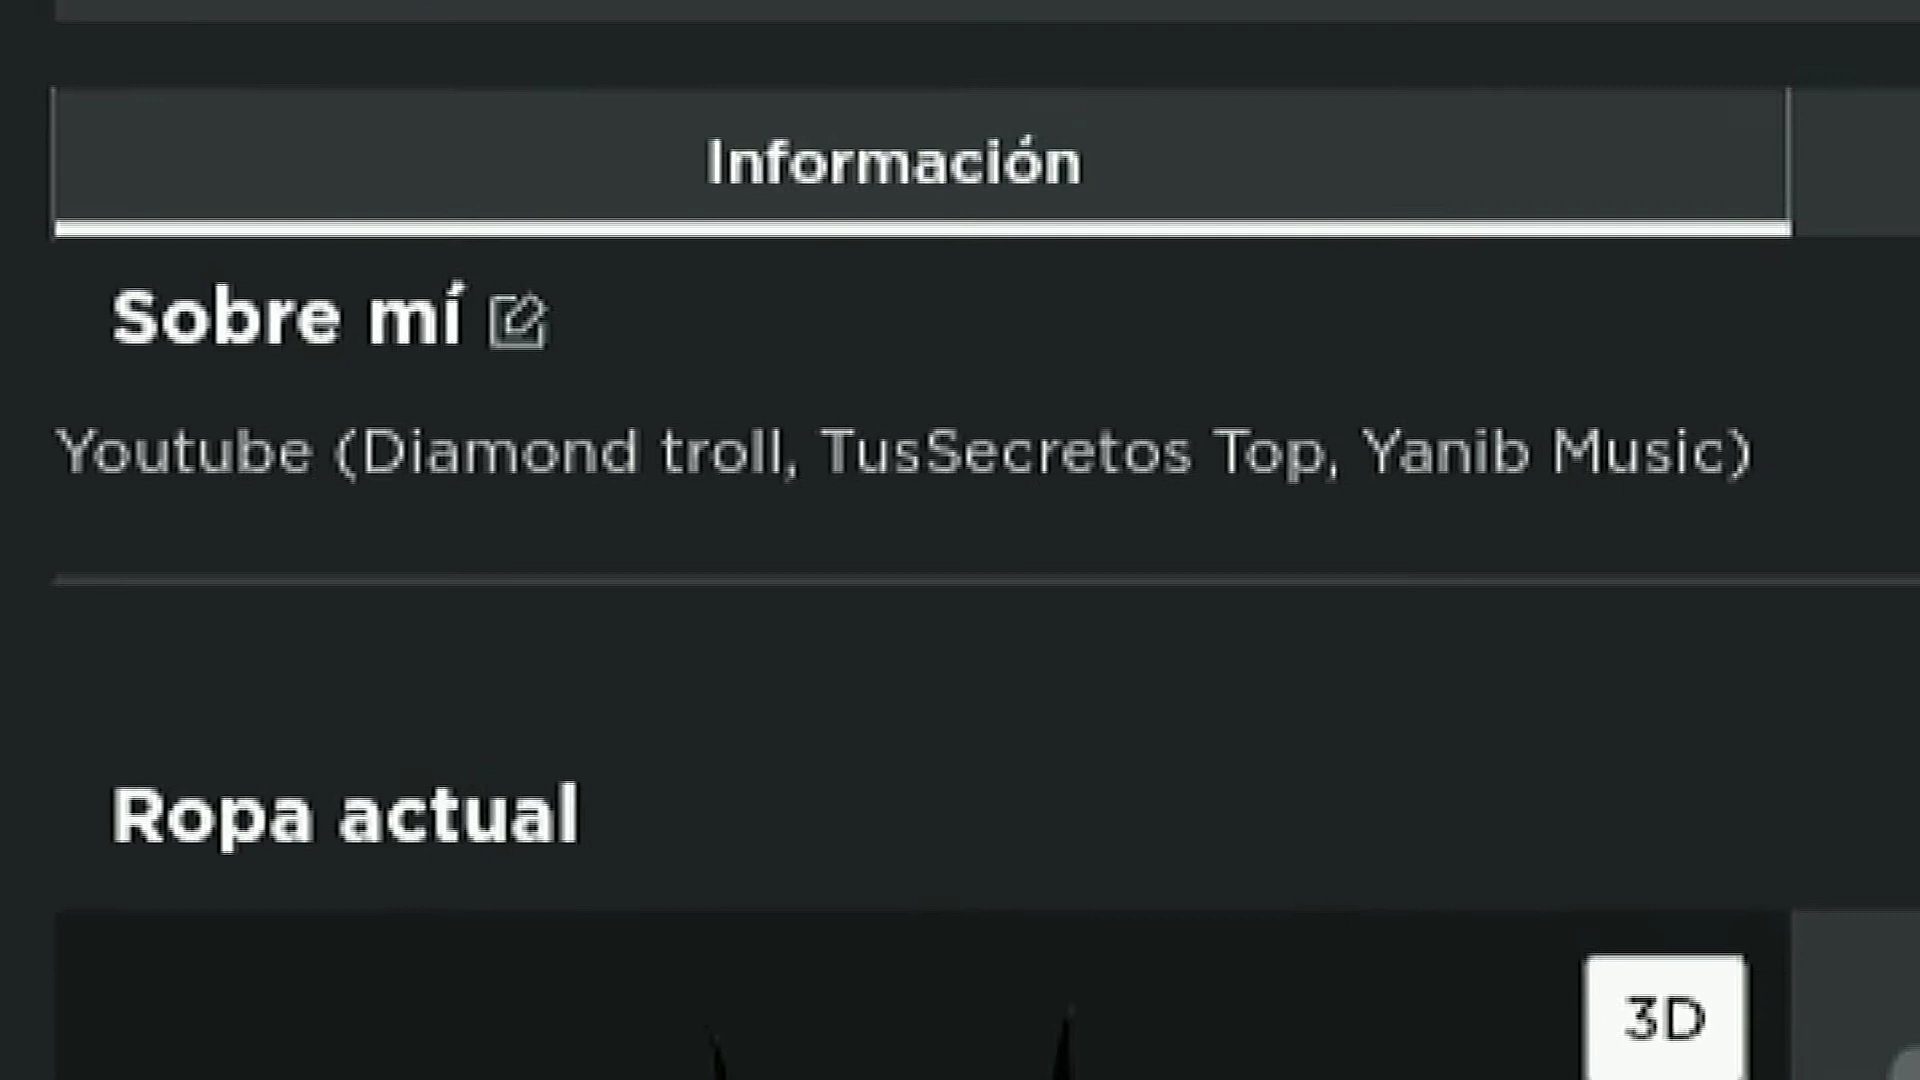 Información
Sobre mí
Youtube (Diamond troll, TusSecretos Top, Yanib Music)
Ropa actual
3D